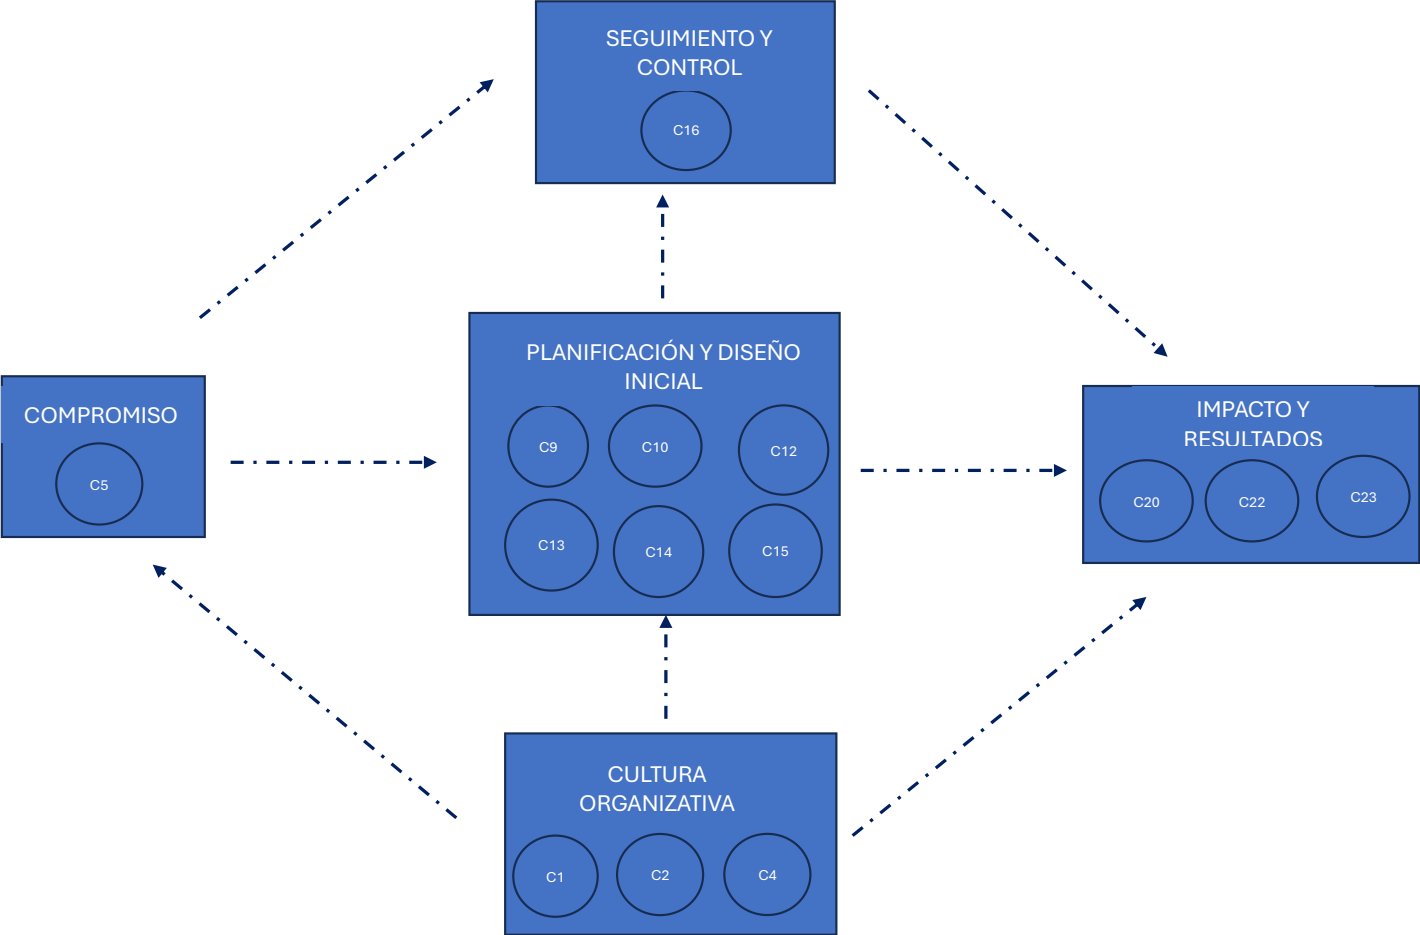 SEGUIMIENTO Y
CONTROL
C16
PLANIFICACIÓN Y DISEÑO
INICIAL
C9
C10
C12
C13
C14
C15
COMPROMISO
C5
IMPACTO Y
RESULTADOS
C20
C22
C23
CULTURA
ORGANIZATIVA
C1
C2
C4